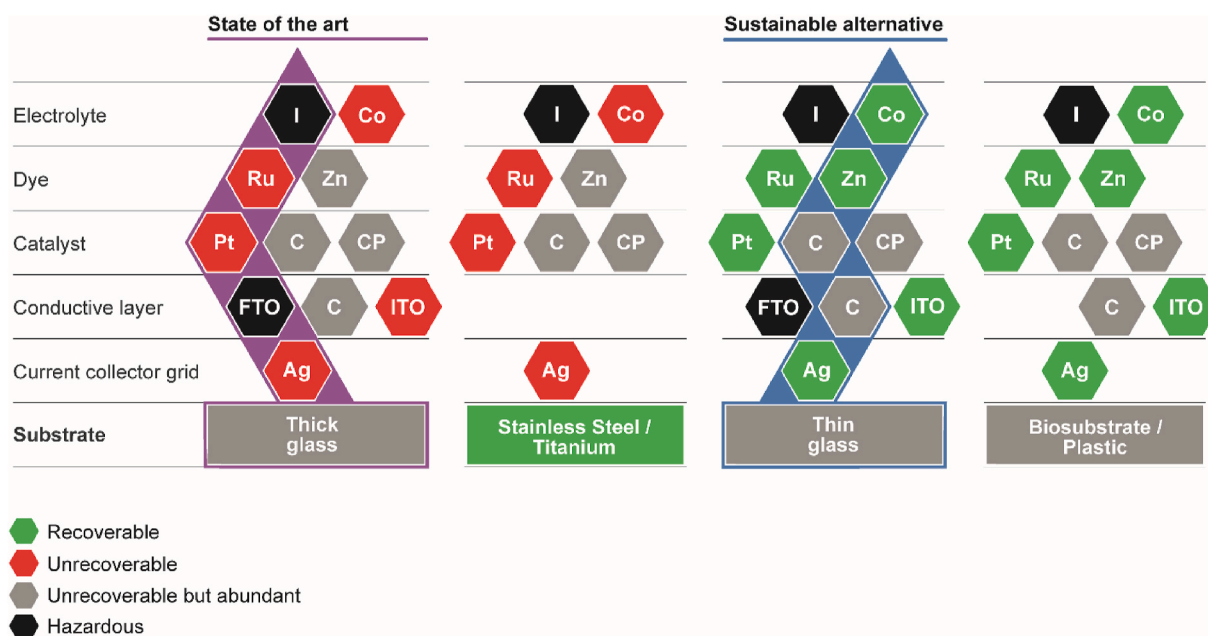 State of the art
Sustainable alternative
Electrolyte
I
Co
I
Co
I
Co
I
Co
Dye
Ru
Zn
Ru
Zn
Ru
Zn
Ru
Zn
Catalyst
Pt
C
CP
Pt
C
CP
Pt
C
CP
Pt
C
CP
Conductive layer
FTO
C
ITO
FTO
C
ITO
C
ITO
Current collector grid
Ag
Ag
Ag
Ag
Substrate
Thick
glass
Stainless Steel /
Titanium
Thin
glass
Biosubstrate /
Plastic
Recoverable
Unrecoverable
Unrecoverable but abundant
Hazardous